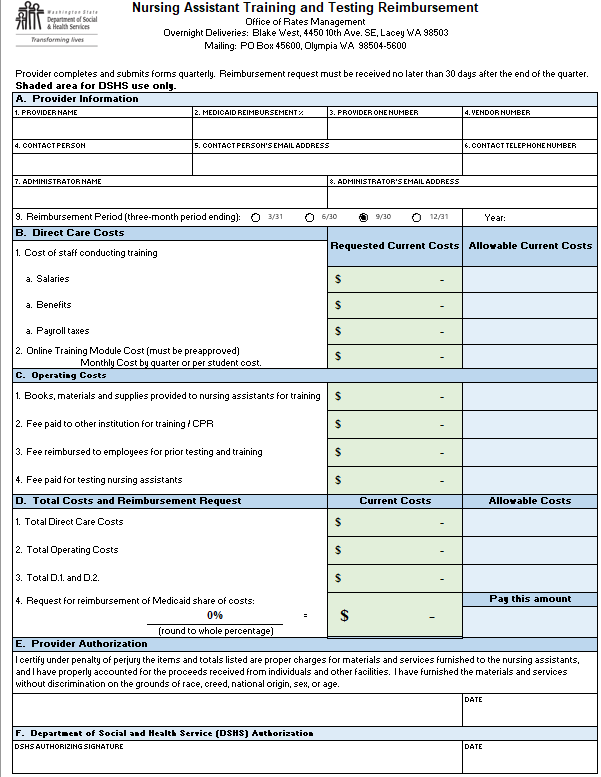 Nursing Assistant Training and Testing Reimbursement
Washington State
Department of Social
& Health Services
Transforming lives
Office of Rates Management
Overnight Deliveries: Blake West, 4450 10th Ave. SE, Lacey WA 98503
Mailing: PO Box 45600, Olympia WA 98504-5600
Provider completes and submits forms quarterly. Reimbursement request must be received no later than 30 days after the end of the quarter.
Shaded area for DSHS use only.
A. Provider Information
1. PROVIDER NAME 2. MEDICAID REIMBURSEMENT % 3. PROVIDER ONE NUMBER 4. VENDOR NUMBER
4. CONTACT PERSON 5. CONTACT PERSON'S EMAIL ADDRESS 6. CONTACT TELEPHONE NUMBER
7. ADMINISTRATOR NAME 8. ADMINISTRATOR'S EMAIL ADDRESS
9. Reimbursement Period (three-month period ending): 3/31 6/30 9/30 12/31 Year:
B. Direct Care Costs
Requested Current Costs Allowable Current Costs
1. Cost of staff conducting training
a. Salaries $ -
a. Benefits $ -
a. Payroll taxes $ -
2. Online Training Module Cost (must be preapproved) $ -
Monthly Cost by quarter or per student cost.
C. Operating Costs
1. Books, materials and supplies provided to nursing assistants for training $ -
2. Fee paid to other institution for training / CPR $ -
3. Fee reimbursed to employees for prior testing and training $ -
4. Fee paid for testing nursing assistants $ -
D. Total Costs and Reimbursement Request Current Costs Allowable Costs
1. Total Direct Care Costs $ -
2. Total Operating Costs $ -
3. Total D.1. and D.2. $ -
4. Request for reimbursement of Medicaid share of costs: Pay this amount
0% = $ -
(round to whole percentage)
E. Provider Authorization
I certify under penalty of perjury the items and totals listed are proper charges for materials and services furnished to the nursing assistants,
and I have properly accounted for the proceeds received from individuals and other facilities. I have furnished the materials and services
without discrimination on the grounds of race, creed, national origin, sex, or age.
DATE
F. Department of Social and Health Service (DSHS) Authorization
DSHS AUTHORIZING SIGNATURE DATE